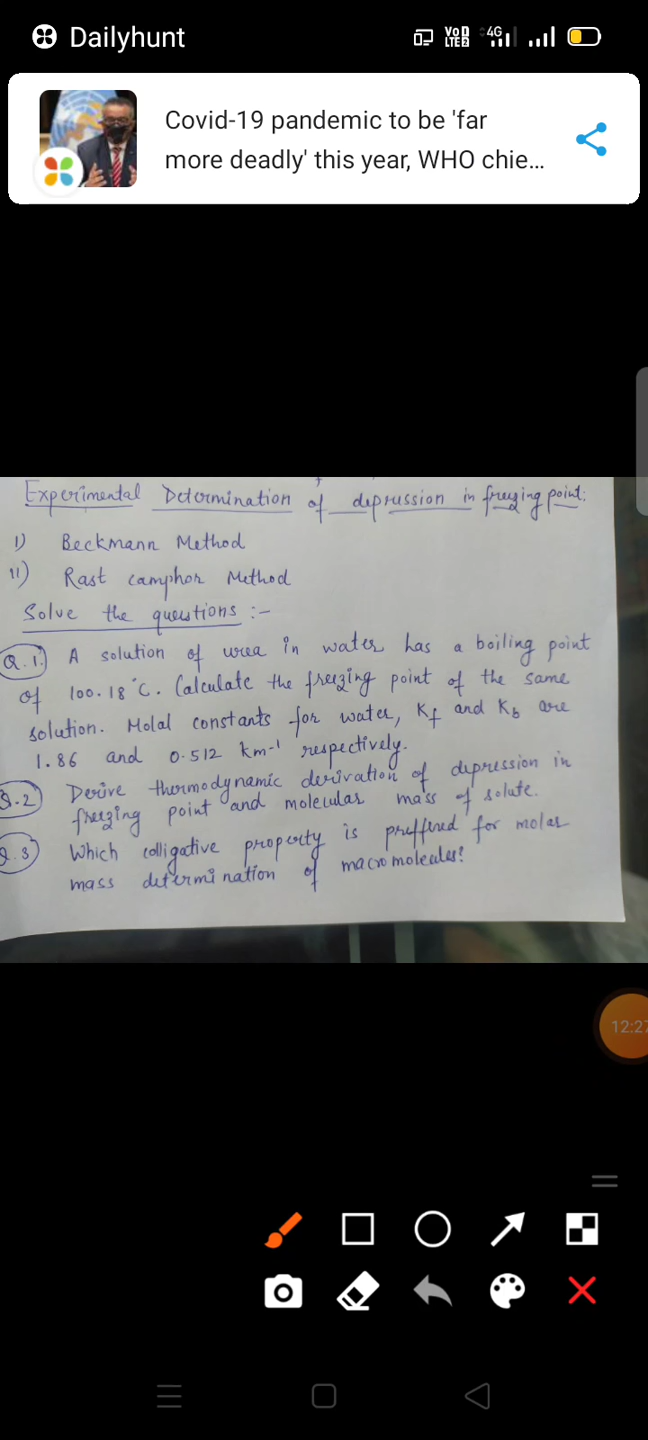 Dailyhunt
VoD
LTE2
4G
Covid-19 pandemic to be 'far
more deadly' this year, WHO chie...
Experimental Determination of depression in freezing point:
I) Beckmann Method
II) Rast camphor Method
Solve the questions :-
Q.1. A solution of urea in water has a boiling point
of 100.18°C. Calculate the freezing point of the same
solution. Molal constants for water, Kf and Kb are
1.86 and 0.512 km-1 respectively.
Q.2 Derive thermodynamic derivation of depression in
freezing point and molecular mass of solute.
Q.3 Which colligative property is preffered for molar
mass determination of macromolecules?
12:27